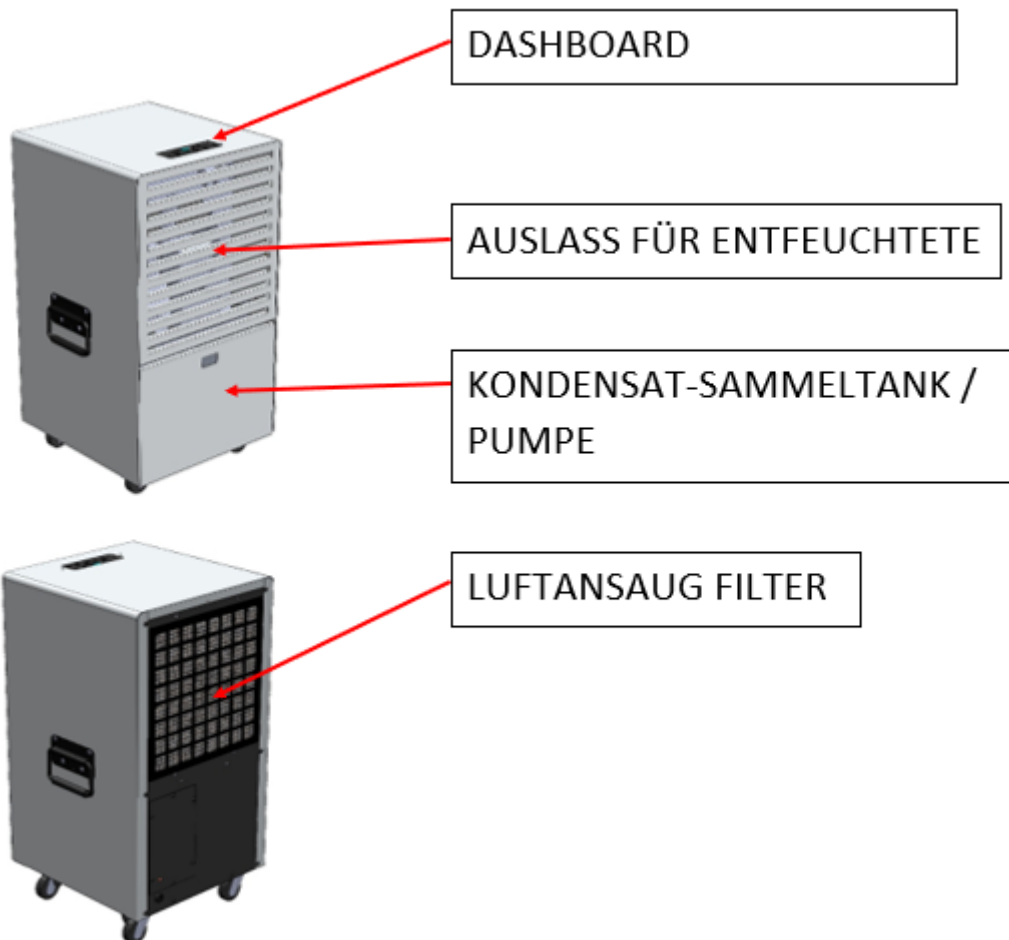 DASHBOARD
AUSLASS FÜR ENTFEUCHTETE
KONDENSAT-SAMMELTANK /
PUMPE
LUFTANSAUG FILTER